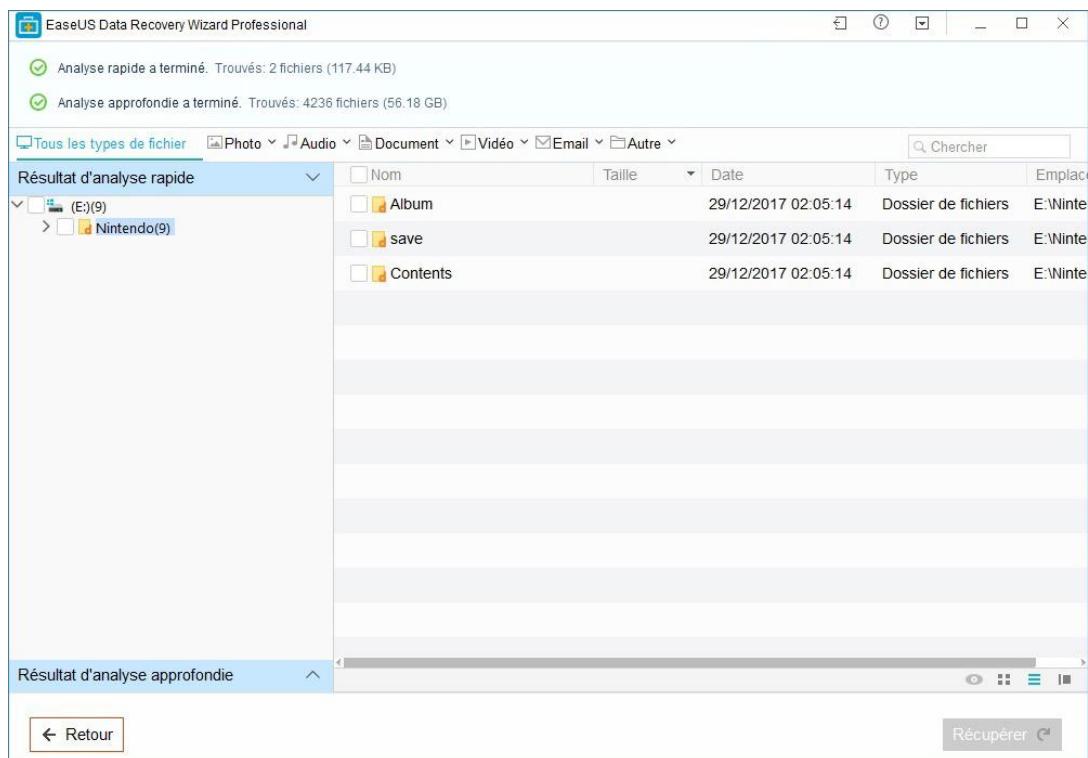 EaseUS Data Recovery Wizard Professional
Analyse rapide a terminé. Trouvés: 2 fichiers (117.44 KB)
Analyse approfondie a terminé. Trouvés: 4236 fichiers (56.18 GB)
Tous les types de fichier Photo Audio Document Vidéo Email Autre Chercher
Résultat d'analyse rapide
(E:)(9)
Nintendo(9)
Nom Taille Date Type Emplac
Album 29/12/2017 02:05:14 Dossier de fichiers E:\Ninte
save 29/12/2017 02:05:14 Dossier de fichiers E:\Ninte
Contents 29/12/2017 02:05:14 Dossier de fichiers E:\Ninte
Résultat d'analyse approfondie
Retour Récupérer